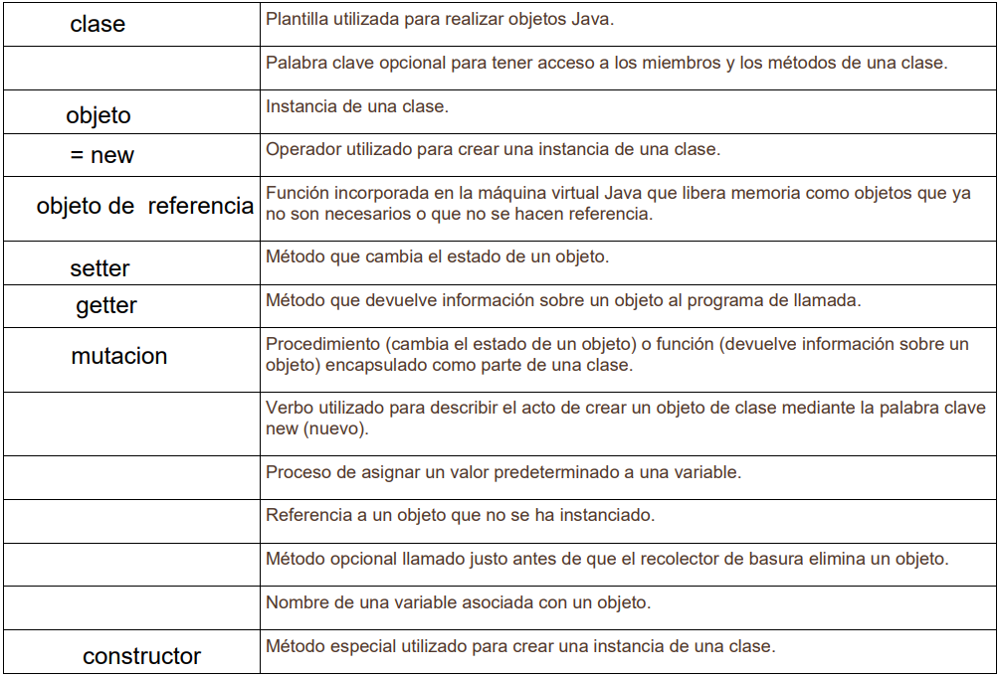 clase
Plantilla utilizada para realizar objetos Java.
Palabra clave opcional para tener acceso a los miembros y los métodos de una clase.
objeto
Instancia de una clase.
= new
Operador utilizado para crear una instancia de una clase.
objeto de referencia
Función incorporada en la máquina virtual Java que libera memoria como objetos que ya
no son necesarios o que no se hacen referencia.
setter
Método que cambia el estado de un objeto.
getter
Método que devuelve información sobre un objeto al programa de llamada.
mutacion
Procedimiento (cambia el estado de un objeto) o función (devuelve información sobre un
objeto) encapsulado como parte de una clase.
Verbo utilizado para describir el acto de crear un objeto de clase mediante la palabra clave
new (nuevo).
Proceso de asignar un valor predeterminado a una variable.
Referencia a un objeto que no se ha instanciado.
Método opcional llamado justo antes de que el recolector de basura elimina un objeto.
Nombre de una variable asociada con un objeto.
constructor
Método especial utilizado para crear una instancia de una clase.